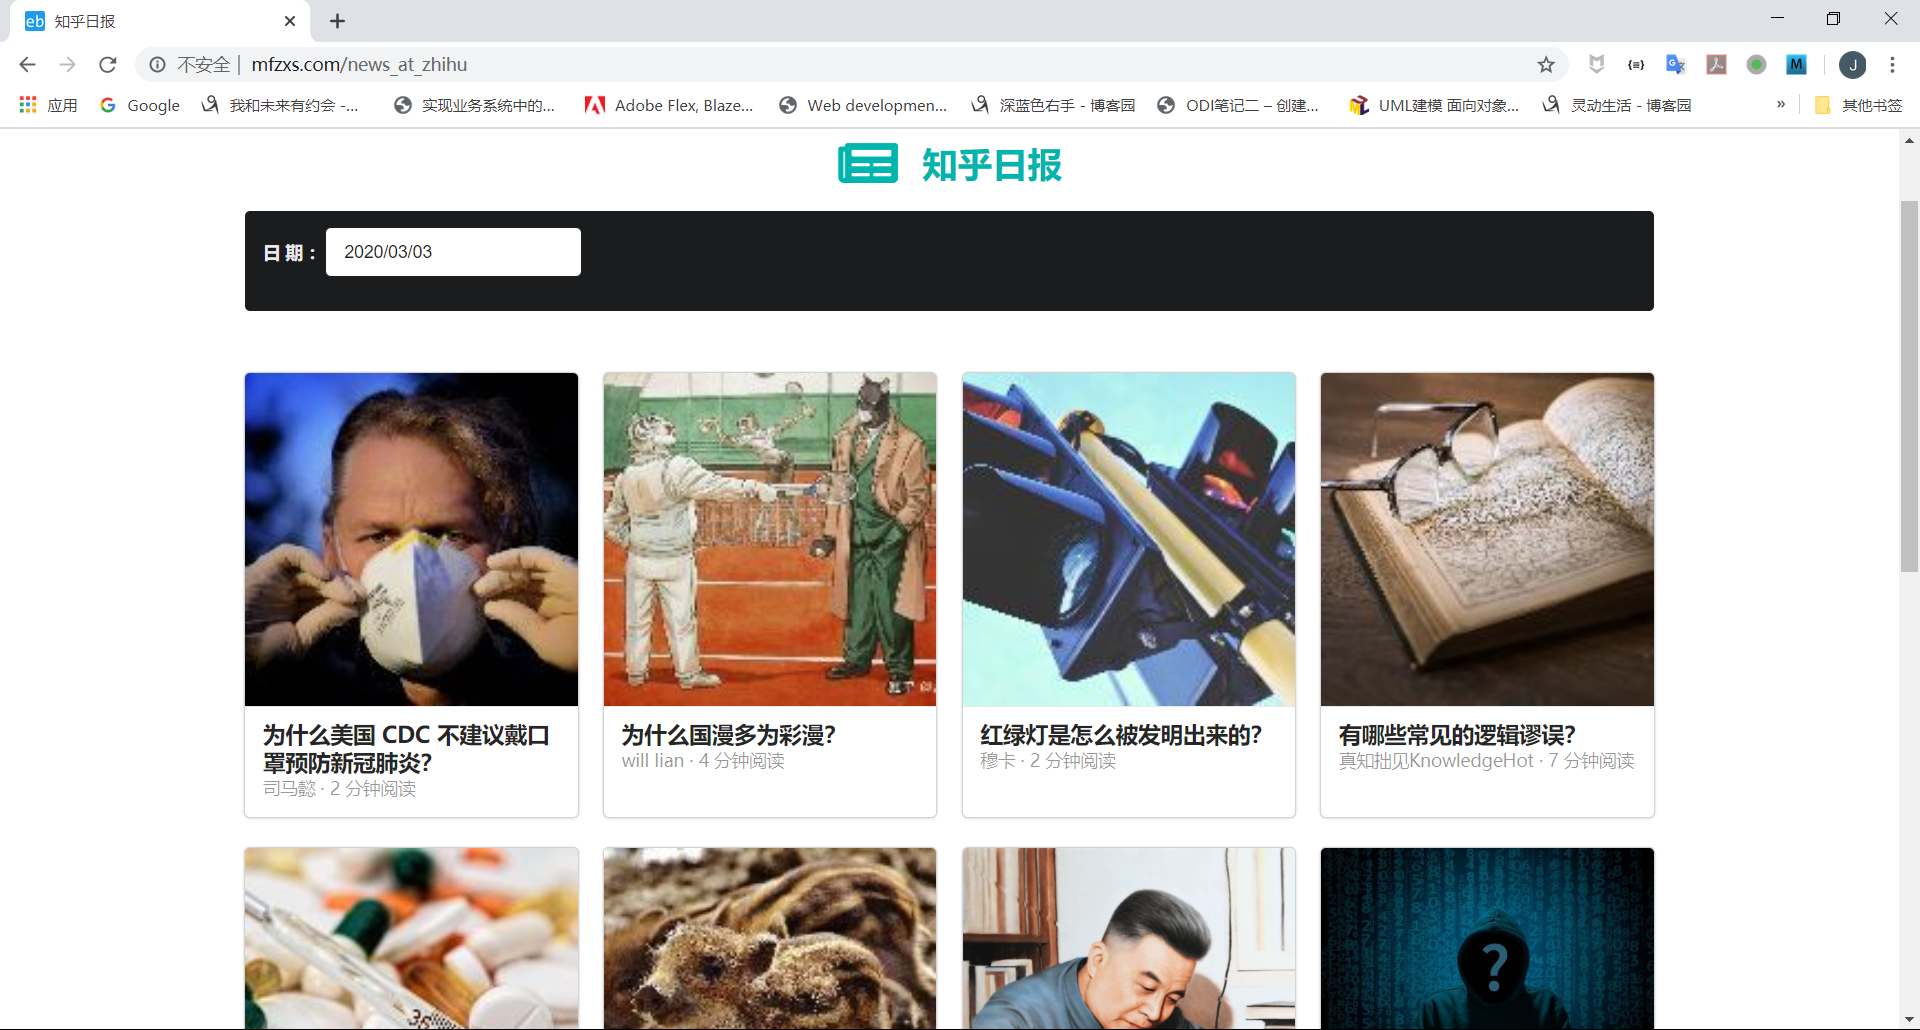 知乎日报
不安全 | mfzxs.com/news_at_zhihu
J
应用
Google
我和未来有约会 -...
实现业务系统中的...
Adobe Flex, Blaze...
Web developmen...
深蓝色右手 - 博客园
ODI笔记二 – 创建...
UML建模 面向对象...
灵动生活 - 博客园
»
其他书签
知乎日报
日 期 : 2020/03/03
为什么美国 CDC 不建议戴口
罩预防新冠肺炎?
司马懿 · 2 分钟阅读
为什么国漫多为彩漫?
will lian · 4 分钟阅读
红绿灯是怎么被发明出来的?
穆卡 · 2 分钟阅读
有哪些常见的逻辑谬误?
真知拙见KnowledgeHot · 7 分钟阅读
?